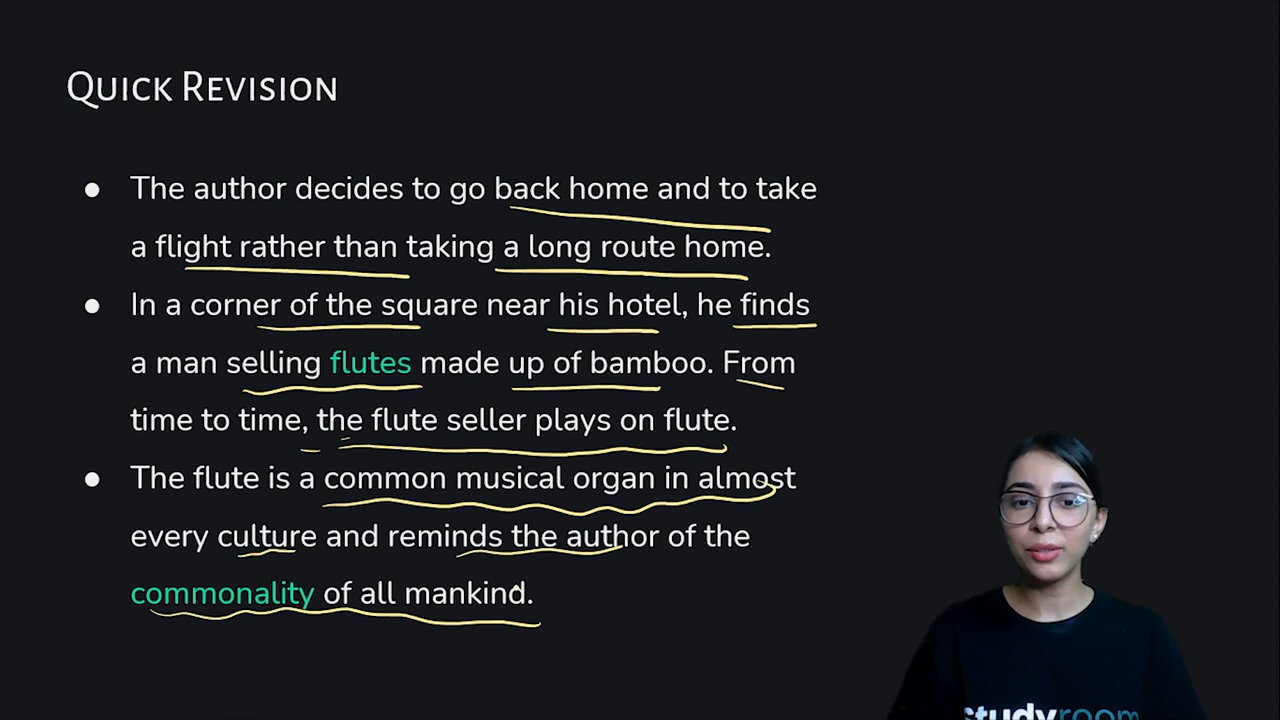 Quick Revision
● The author decides to go back home and to take
a flight rather than taking a long route home.
● In a corner of the square near his hotel, he finds
a man selling flutes made up of bamboo. From
time to time, the flute seller plays on flute.
● The flute is a common musical organ in almost
every culture and reminds the author of the
commonality of all mankind.
studyroom